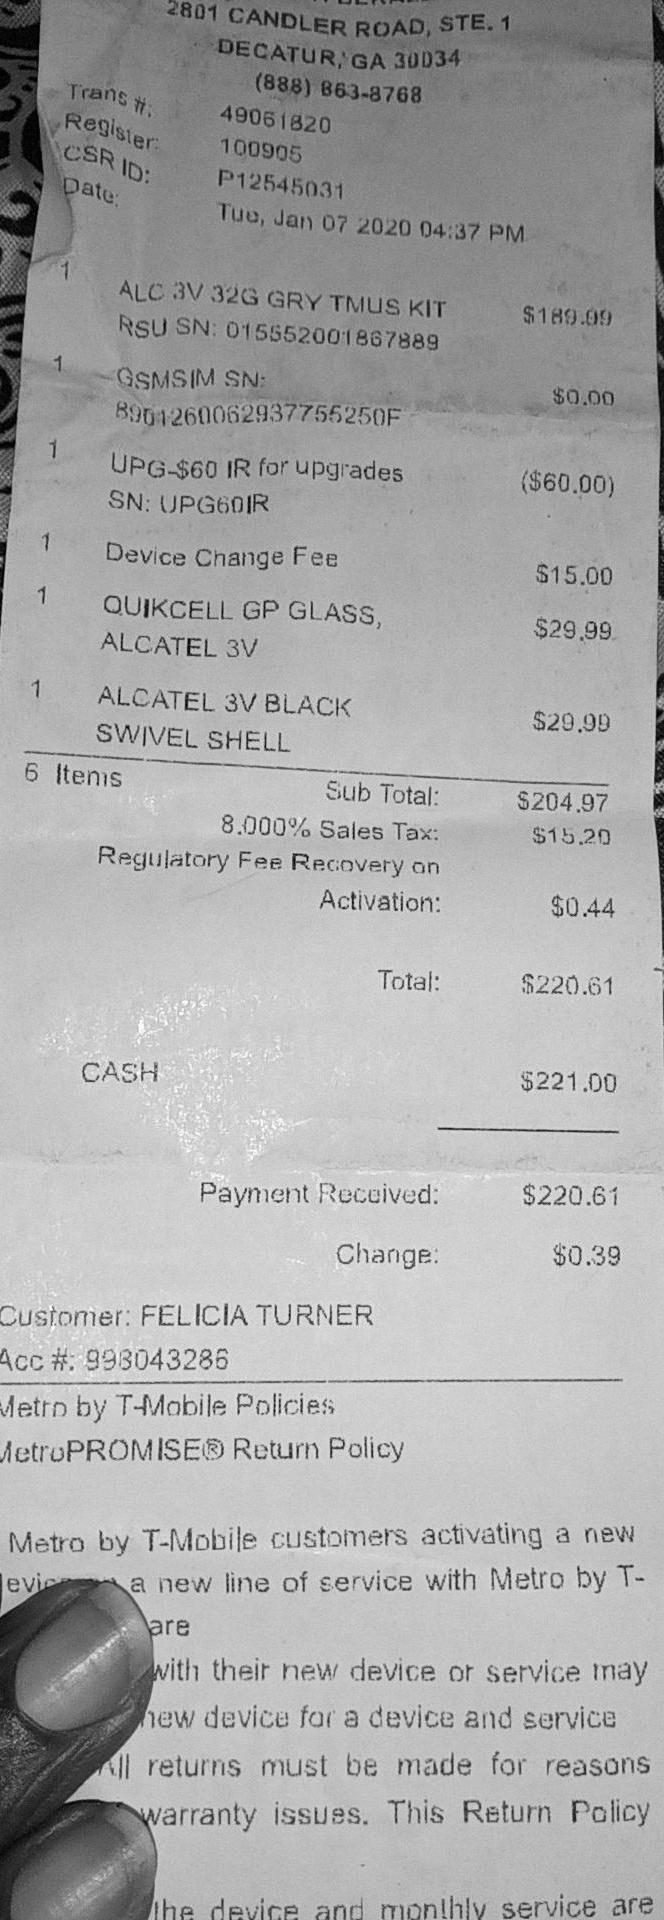 2801 CANDLER ROAD, STE. 1
DECATUR, GA 30034
(888) 863-8768
Trans #: 49061820
Register: 100905
CSR ID: P12545031
Date: Tue, Jan 07 2020 04:37 PM
1 ALC 3V 32G GRY TMUS KIT $189.99
RSU SN: 015552001867889
1 GSMSIM SN: $0.00
8901260062937755250F
1 UPG-$60 IR for upgrades ($60.00)
SN: UPG60IR
1 Device Change Fee $15.00
1 QUIKCELL GP GLASS, $29.99
ALCATEL 3V
1 ALCATEL 3V BLACK $29.99
SWIVEL SHELL
6 Items Sub Total: $204.97
8.000% Sales Tax: $15.20
Regulatory Fee Recovery on
Activation: $0.44
Total: $220.61
CASH $221.00
Payment Received: $220.61
Change: $0.39
Customer: FELICIA TURNER
Acc #: 998043286
Metro by T-Mobile Policies
MetroPROMISE® Return Policy
Metro by T-Mobile customers activating a new
a new line of service with Metro by T-
are
with their new device or service may
new device for a device and service
All returns must be made for reasons
warranty issues. This Return Policy
the device and monthly service are